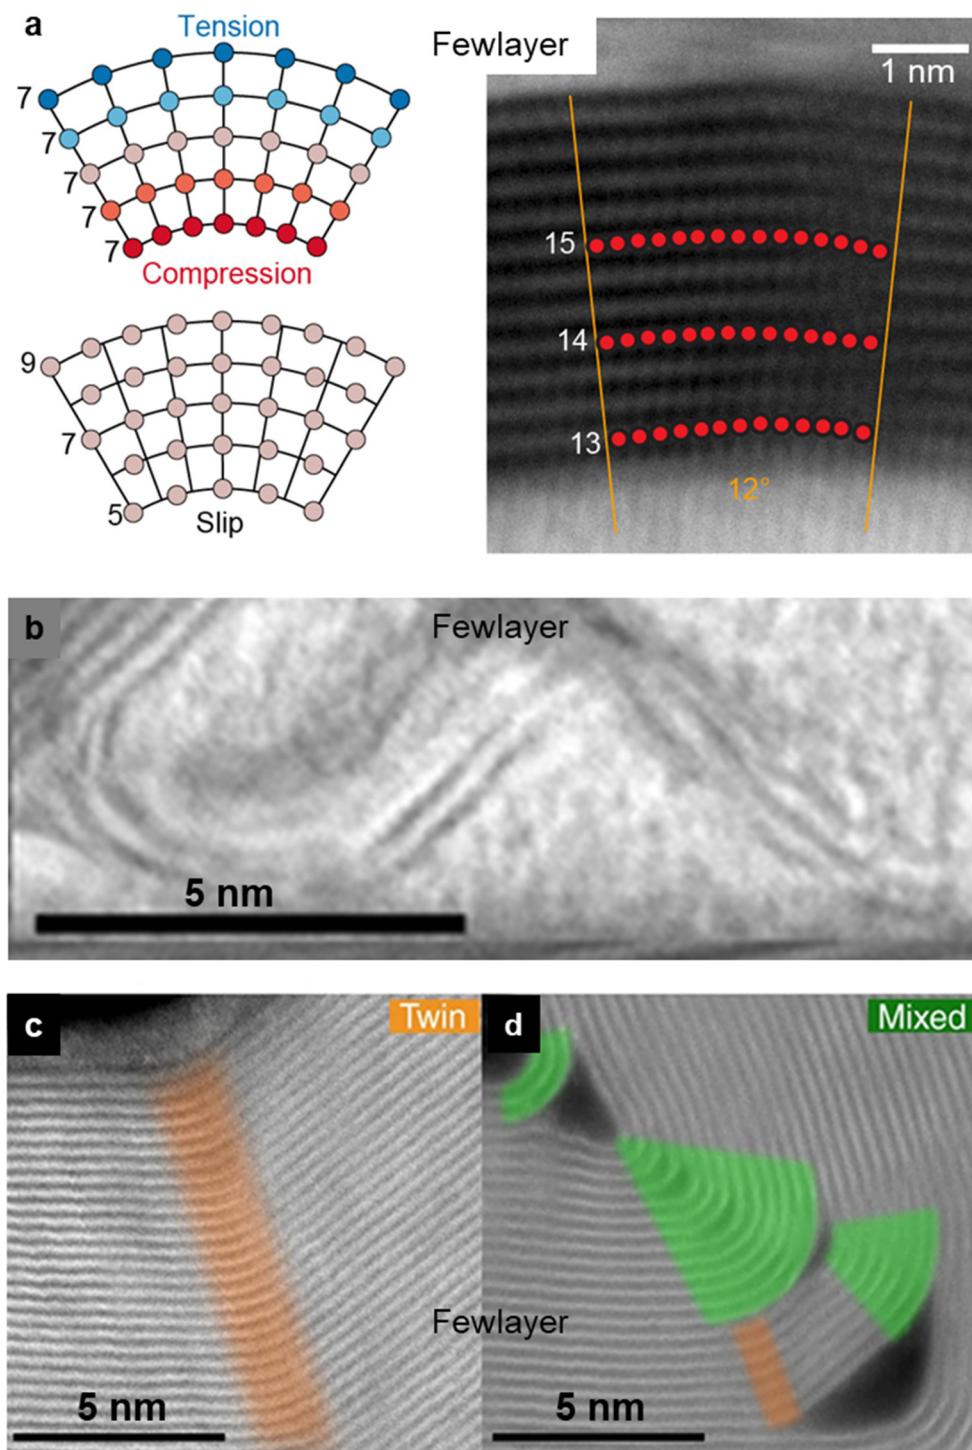 a
Tension
7
7
7
7
7
Compression
9
7
5
Slip
Fewlayer
1 nm
15
14
13
12°
b
Fewlayer
5 nm
c
Twin
5 nm
d
Mixed
Fewlayer
5 nm